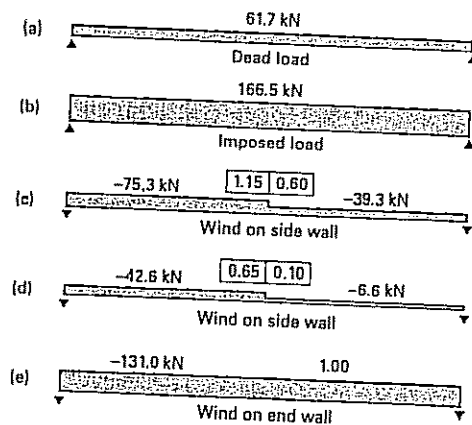 (a)
61.7 kN
Dead load
(b)
166.5 kN
Imposed load
(c)
-75.3 kN 1.15 0.60 -39.3 kN
Wind on side wall
(d)
-42.6 kN 0.65 0.10 -6.6 kN
Wind on side wall
(e)
-131.0 kN 1.00
Wind on end wall